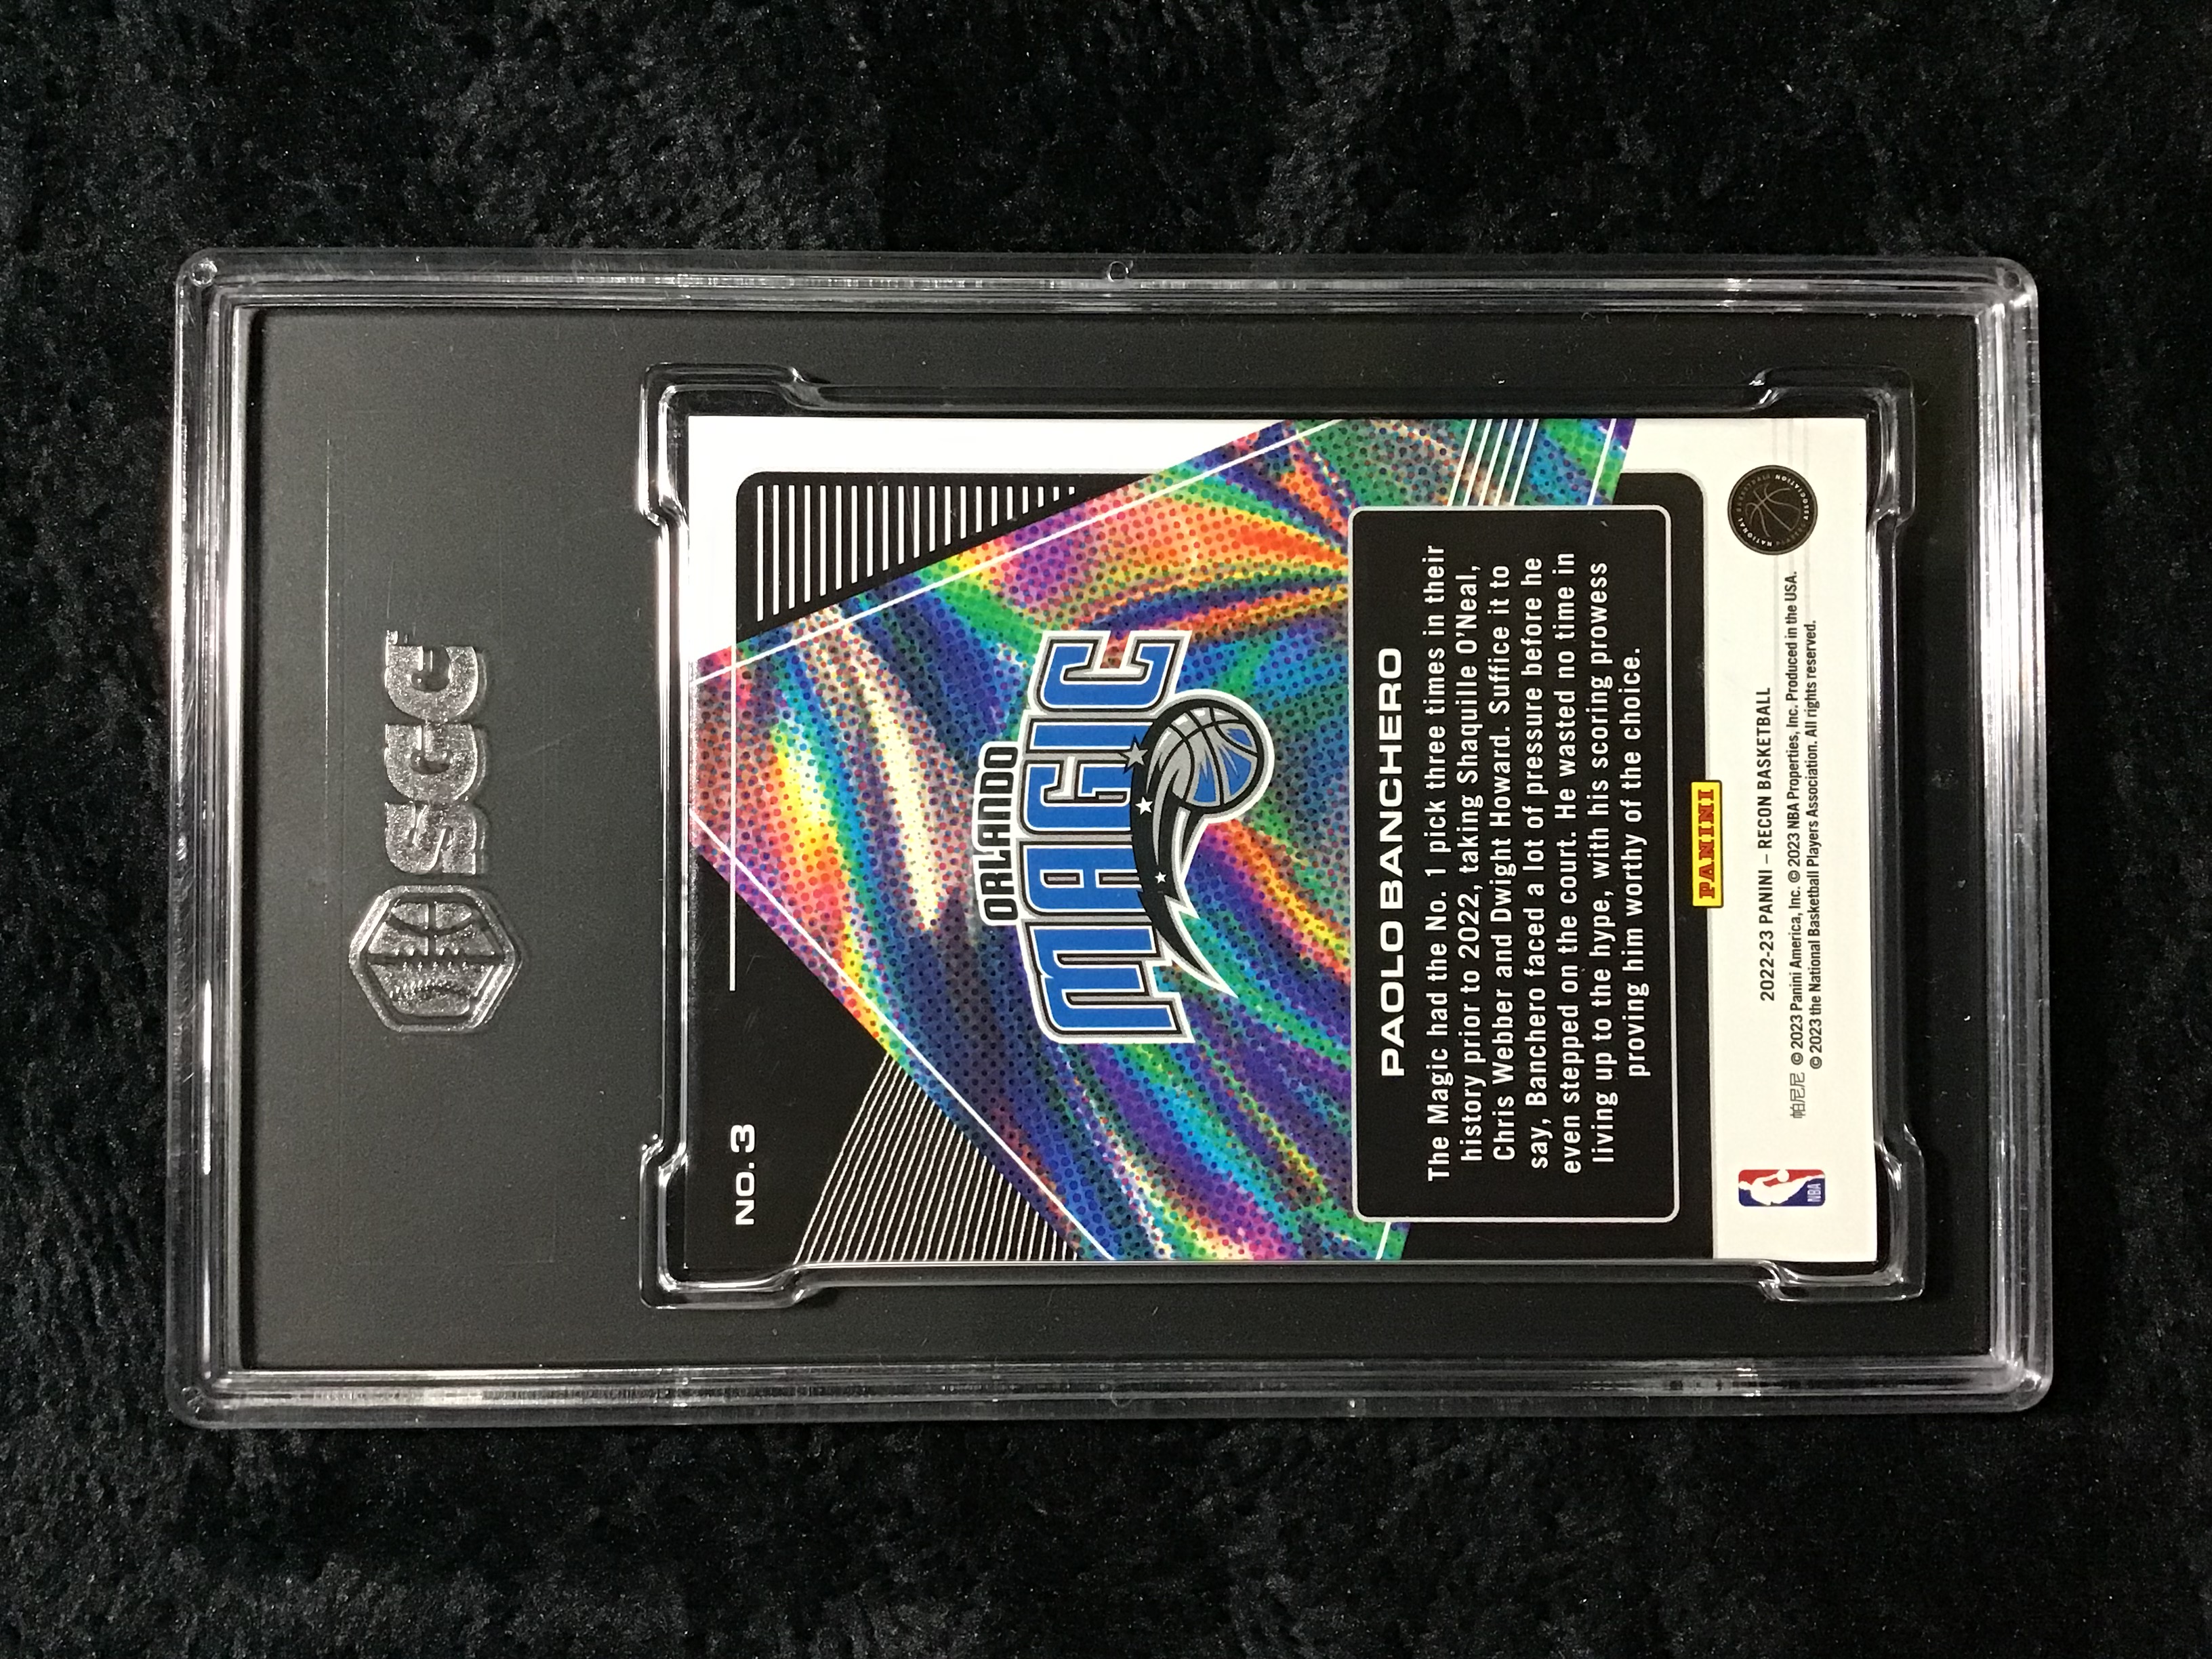 SGC
NO. 3
ORLANDO
MAGIC
PAOLO BANCHERO
The Magic had the No. 1 pick three times in their
history prior to 2022, taking Shaquille O'Neal,
Chris Webber and Dwight Howard. Suffice it to
say, Banchero faced a lot of pressure before he
even stepped on the court. He wasted no time in
living up to the hype, with his scoring prowess
proving him worthy of the choice.
PANINI
2022-23 PANINI – RECON BASKETBALL
帕尼尼 © 2023 Panini America, Inc. © 2023 NBA Properties, Inc. Produced in the USA.
© 2023 the National Basketball Players Association. All rights reserved.
NBA
NATIONAL BASKETBALL
ASSOCIATION